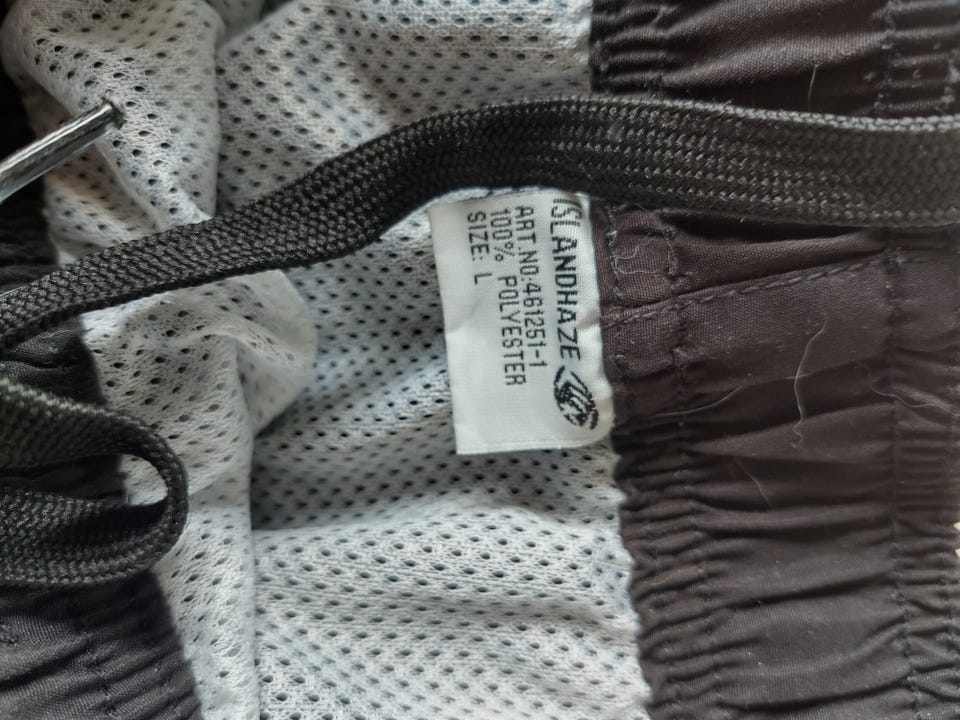 ISLANDHAZE
ART.NO:461251-1
100% POLYESTER
SIZE: L